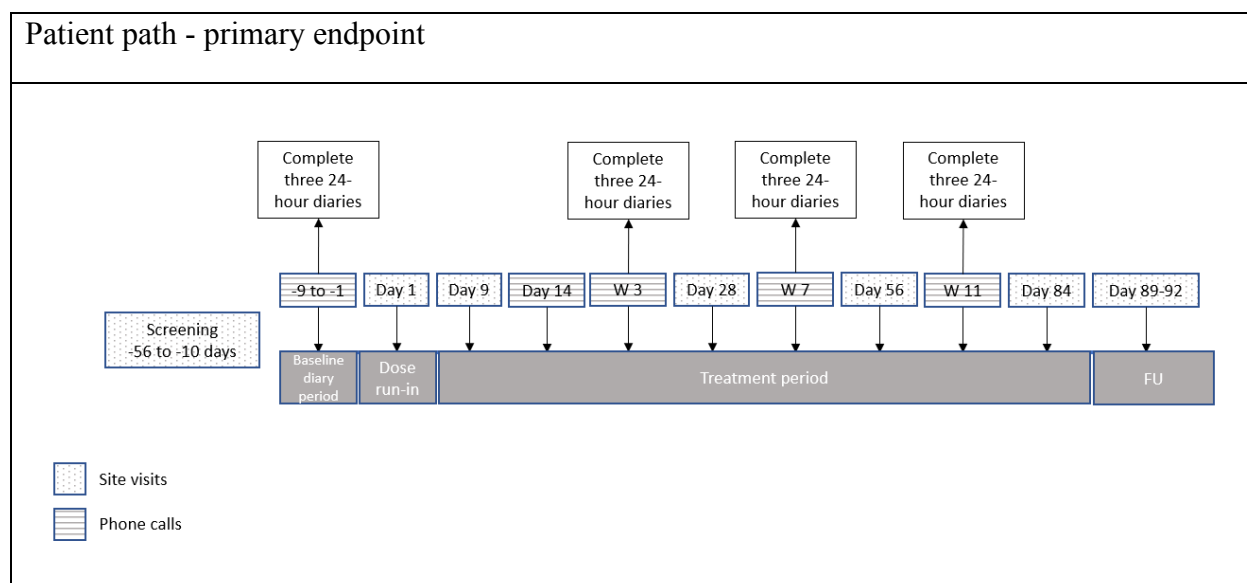 Patient path - primary endpoint
Complete
three 24-
hour diaries
Complete
three 24-
hour diaries
Complete
three 24-
hour diaries
Complete
three 24-
hour diaries
-9 to -1
Day 1
Day 9
Day 14
W 3
Day 28
W 7
Day 56
W 11
Day 84
Day 89-92
Screening
-56 to -10 days
Baseline
diary
period
Dose
run-in
Treatment period
FU
Site visits
Phone calls